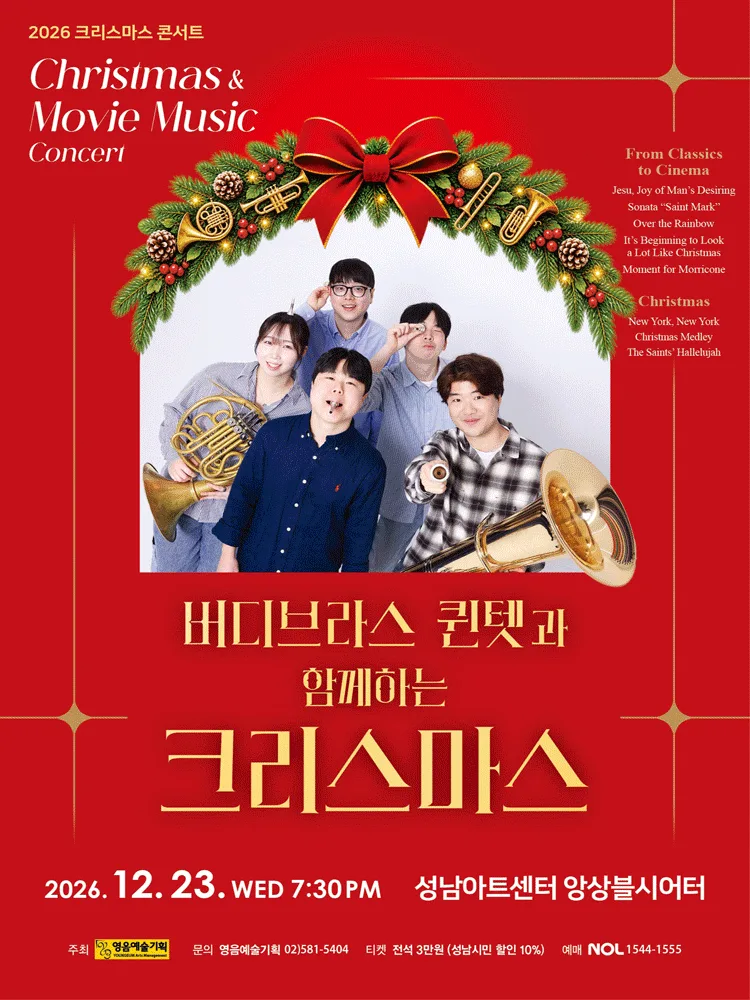 2026 크리스마스 콘서트
Christmas &
Movie Music
Concert
From Classics
to Cinema
Jesu, Joy of Man's Desiring
Sonata “Saint Mark”
Over the Rainbow
It's Beginning to Look
a Lot Like Christmas
Moment for Morricone
Christmas
New York, New York
Christmas Medley
The Saints' Hallelujah
버디브라스 퀸텟과
함께하는
크리스마스
2026. 12. 23. WED 7:30 PM 성남아트센터 앙상블시어터
주최 영음예술기획 YOUNGEUM Arts Management 문의 영음예술기획 02)581-5404 티켓 전석 3만원 (성남시민 할인 10%) 예매 NOL 1544-1555